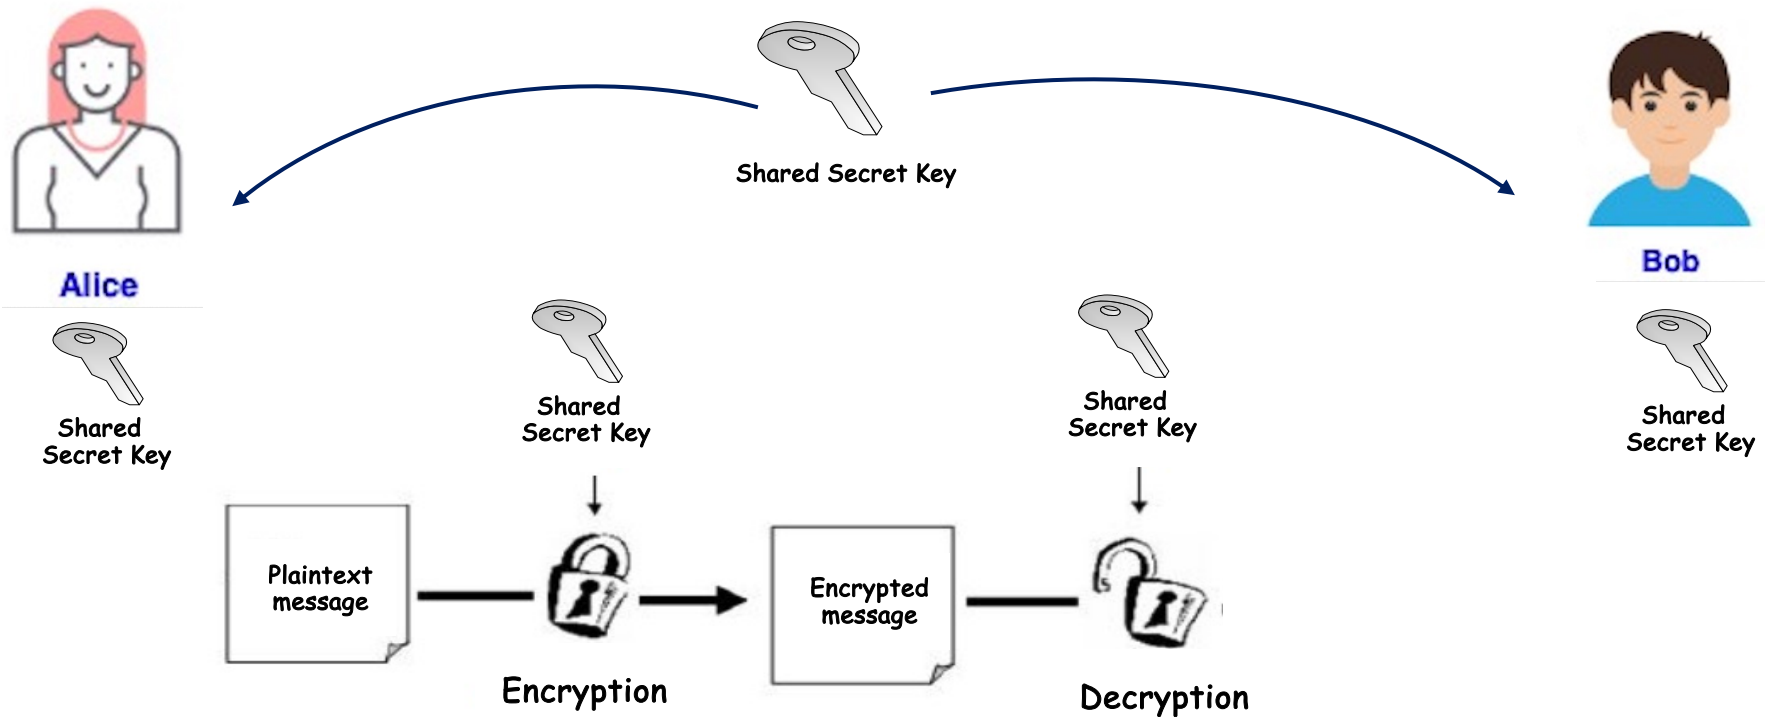 Shared Secret Key
Alice
Bob
Shared
Secret Key
Shared
Secret Key
Shared
Secret Key
Shared
Secret Key
Plaintext
message
Encrypted
message
Encryption
Decryption